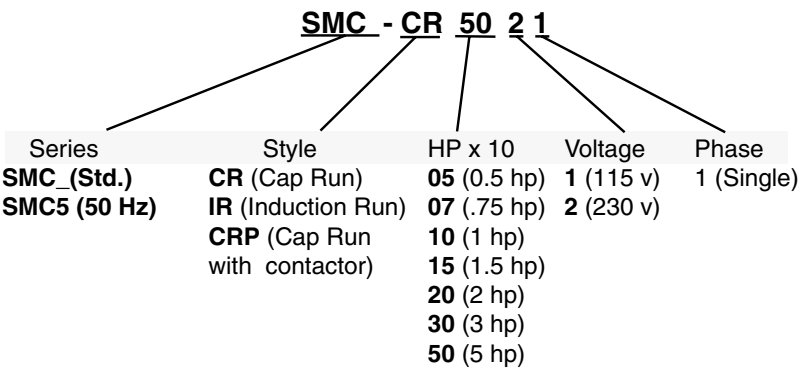 SMC - CR 50 2 1
Series Style HP x 10 Voltage Phase
SMC_(Std.) CR (Cap Run) 05 (0.5 hp) 1 (115 v) 1 (Single)
SMC5 (50 Hz) IR (Induction Run) 07 (.75 hp) 2 (230 v)
CRP (Cap Run 10 (1 hp)
with contactor) 15 (1.5 hp)
20 (2 hp)
30 (3 hp)
50 (5 hp)